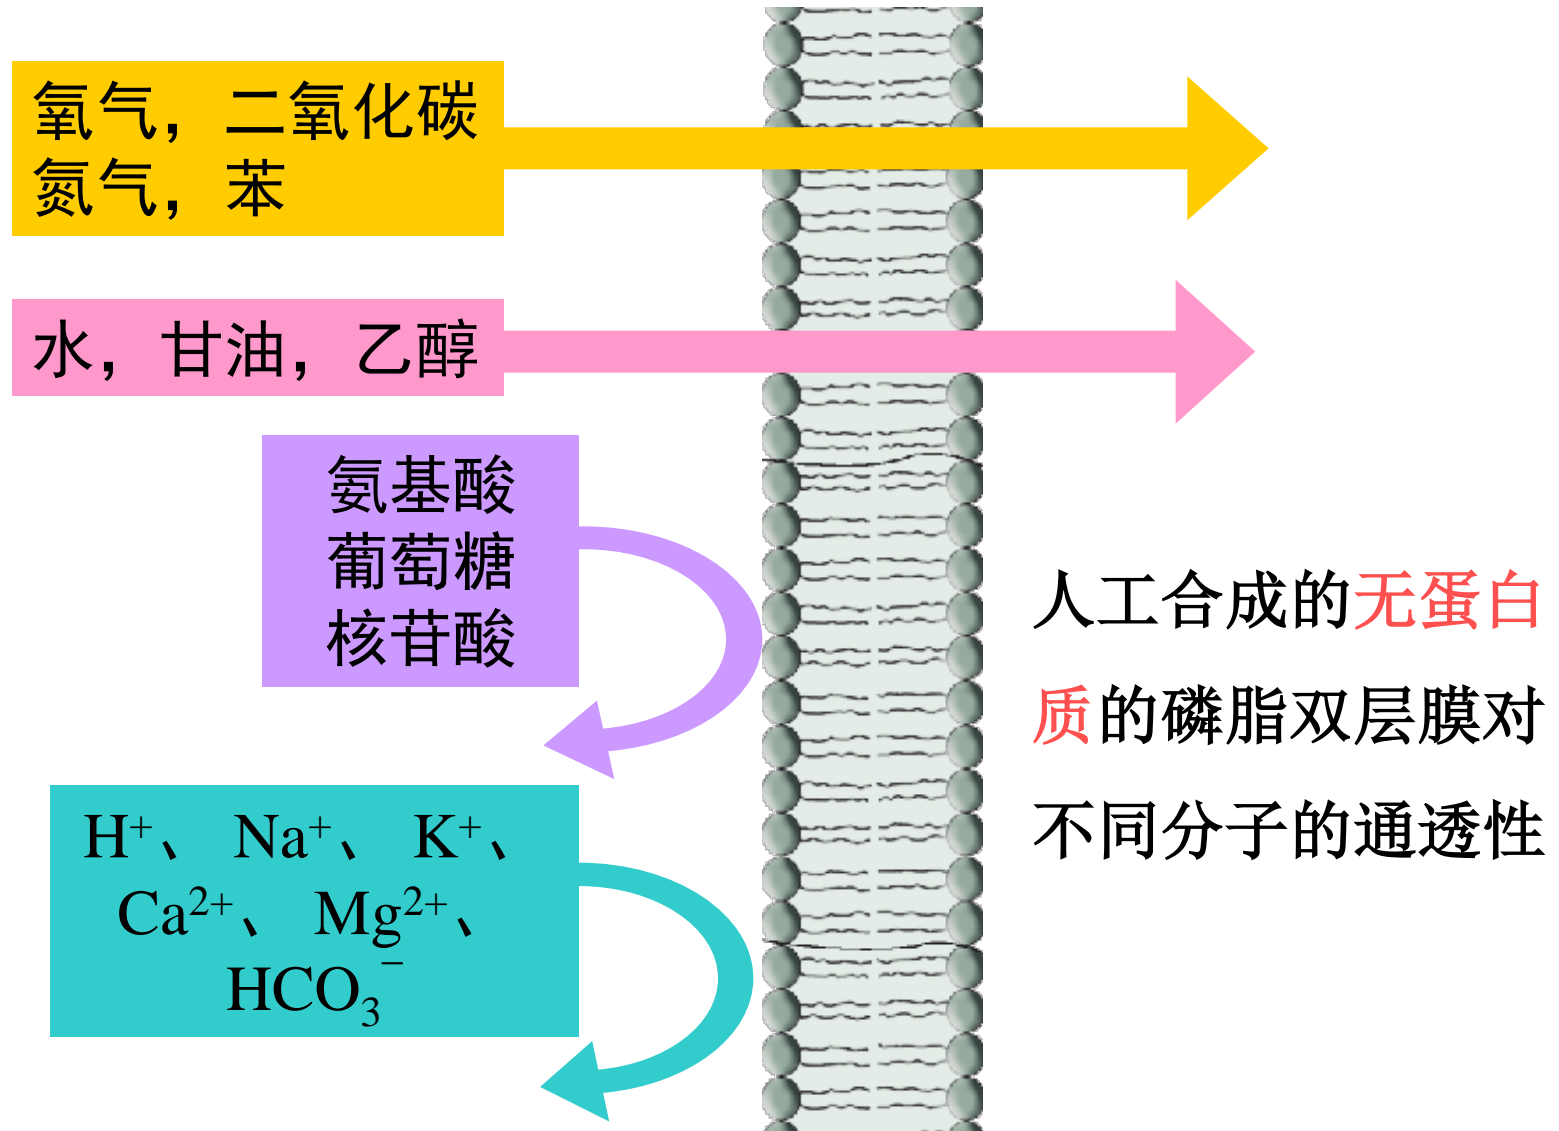 氧气，二氧化碳
氮气，苯
水，甘油，乙醇
氨基酸
葡萄糖
核苷酸
H⁺、 Na⁺、 K⁺、
Ca²⁺、 Mg²⁺、
HCO₃⁻
人工合成的无蛋白
质的磷脂双层膜对
不同分子的通透性